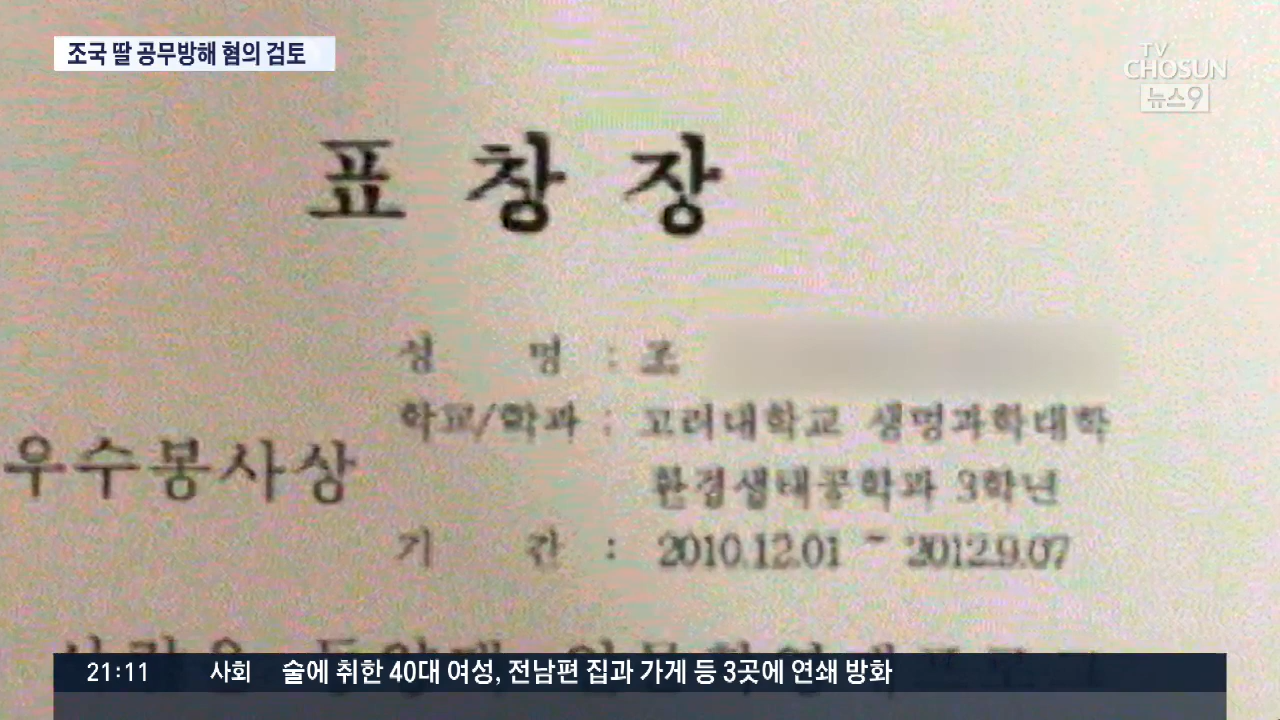 조국 딸 공무방해 혐의 검토
TV
CHOSUN
뉴스9
표 창 장
성 명 : 조
학교/학과 : 고려대학교 생명과학대학
환경생태공학과 3학년
우수봉사상
기 간 : 2010.12.01 ~ 2012.9.07
21:11 사회 술에 취한 40대 여성, 전남편 집과 가게 등 3곳에 연쇄 방화